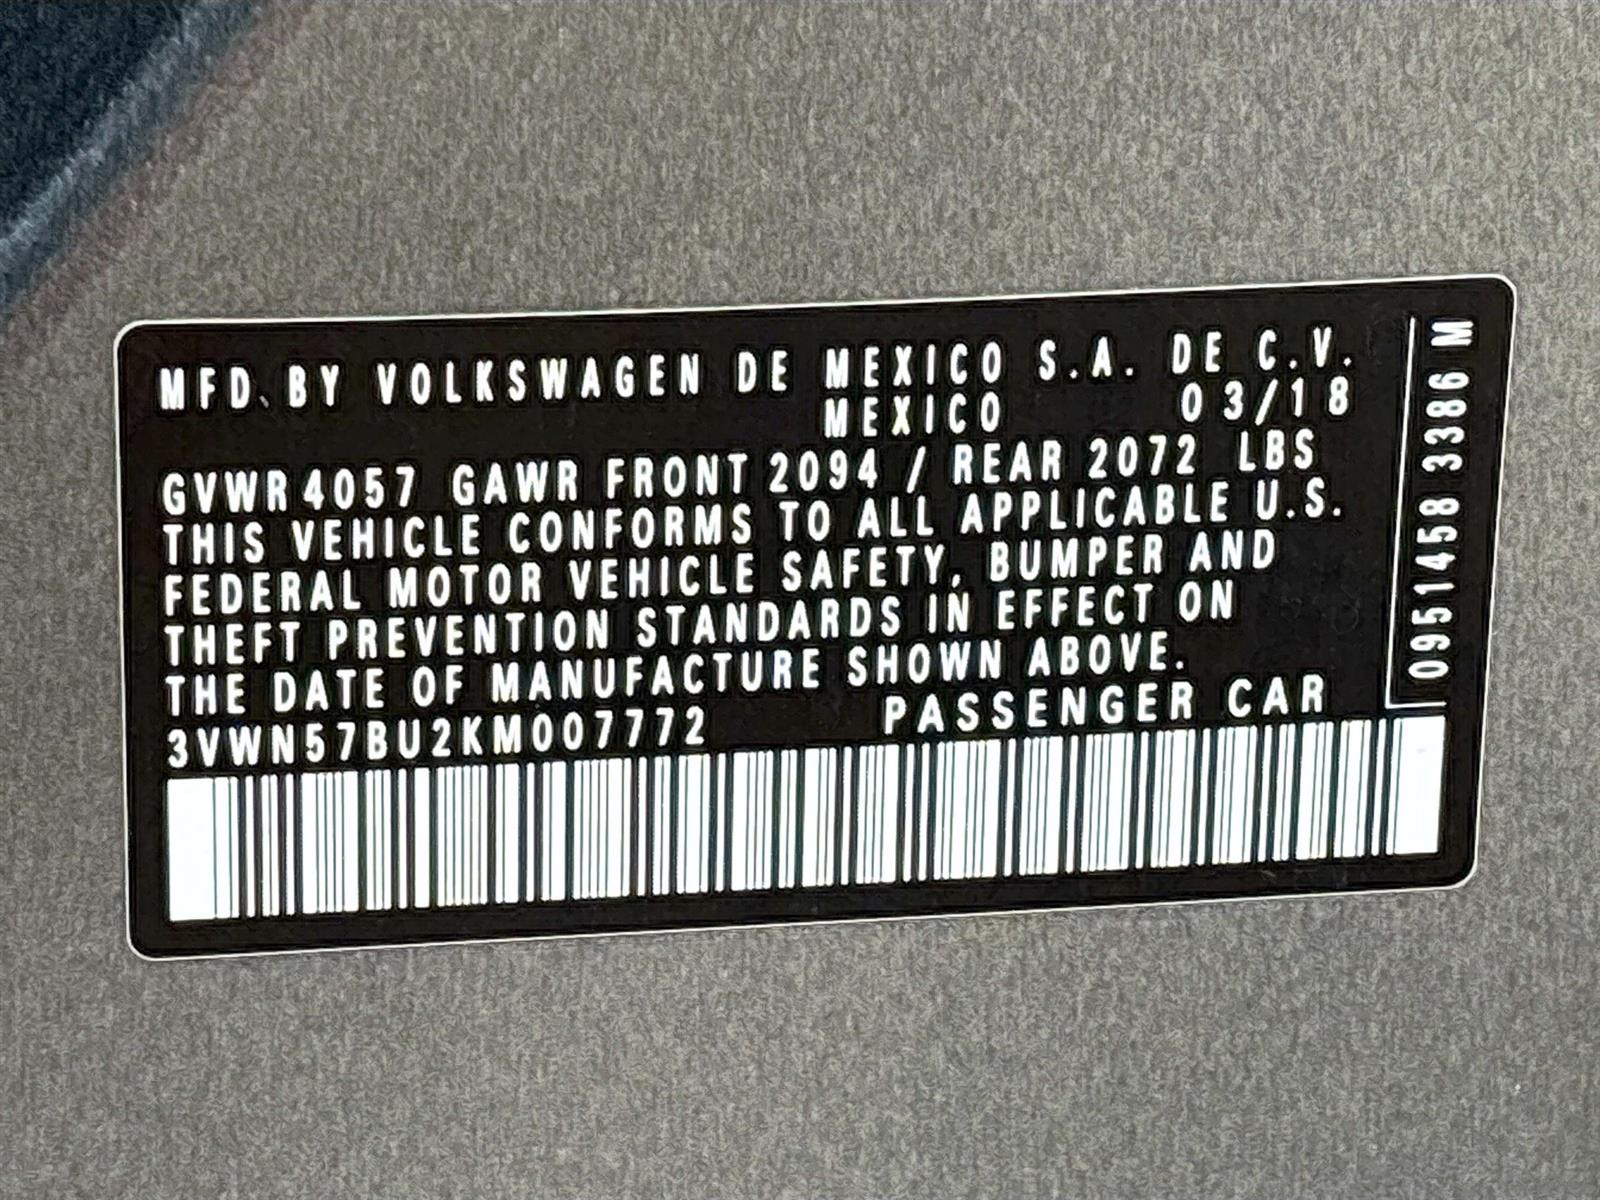 MFD. BY VOLKSWAGEN DE MEXICO S.A. DE C.V.
MEXICO 03/18
GVWR 4057 GAWR FRONT 2094 / REAR 2072 LBS
THIS VEHICLE CONFORMS TO ALL APPLICABLE U.S.
FEDERAL MOTOR VEHICLE SAFETY, BUMPER AND
THEFT PREVENTION STANDARDS IN EFFECT ON
THE DATE OF MANUFACTURE SHOWN ABOVE.
3VWN57BU2KM007772 PASSENGER CAR
0951458 3386 M